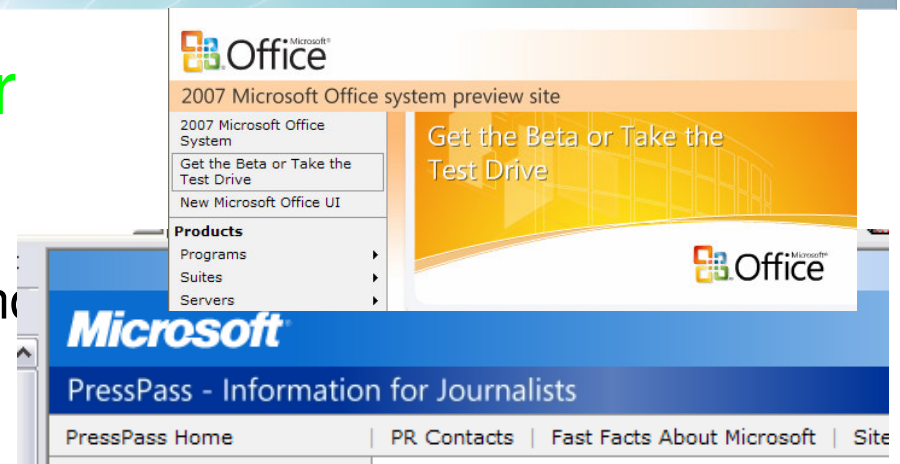 Microsoft
Office
2007 Microsoft Office system preview site
2007 Microsoft Office
System
Get the Beta or Take the
Test Drive
New Microsoft Office UI
Products
Programs
Suites
Servers
Get the Beta or Take the
Test Drive
Microsoft
Office
Microsoft
PressPass - Information for Journalists
PressPass Home | PR Contacts | Fast Facts About Microsoft | Site